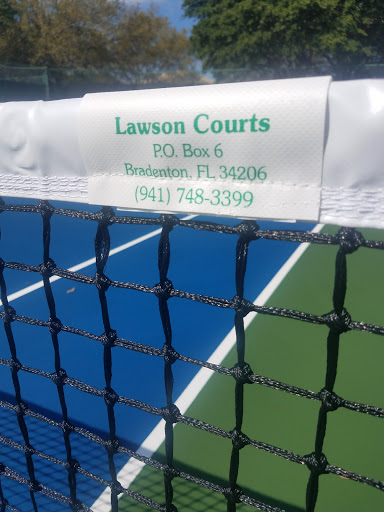 Lawson Courts
P.O. Box 6
Bradenton, FL 34206
(941) 748-3399